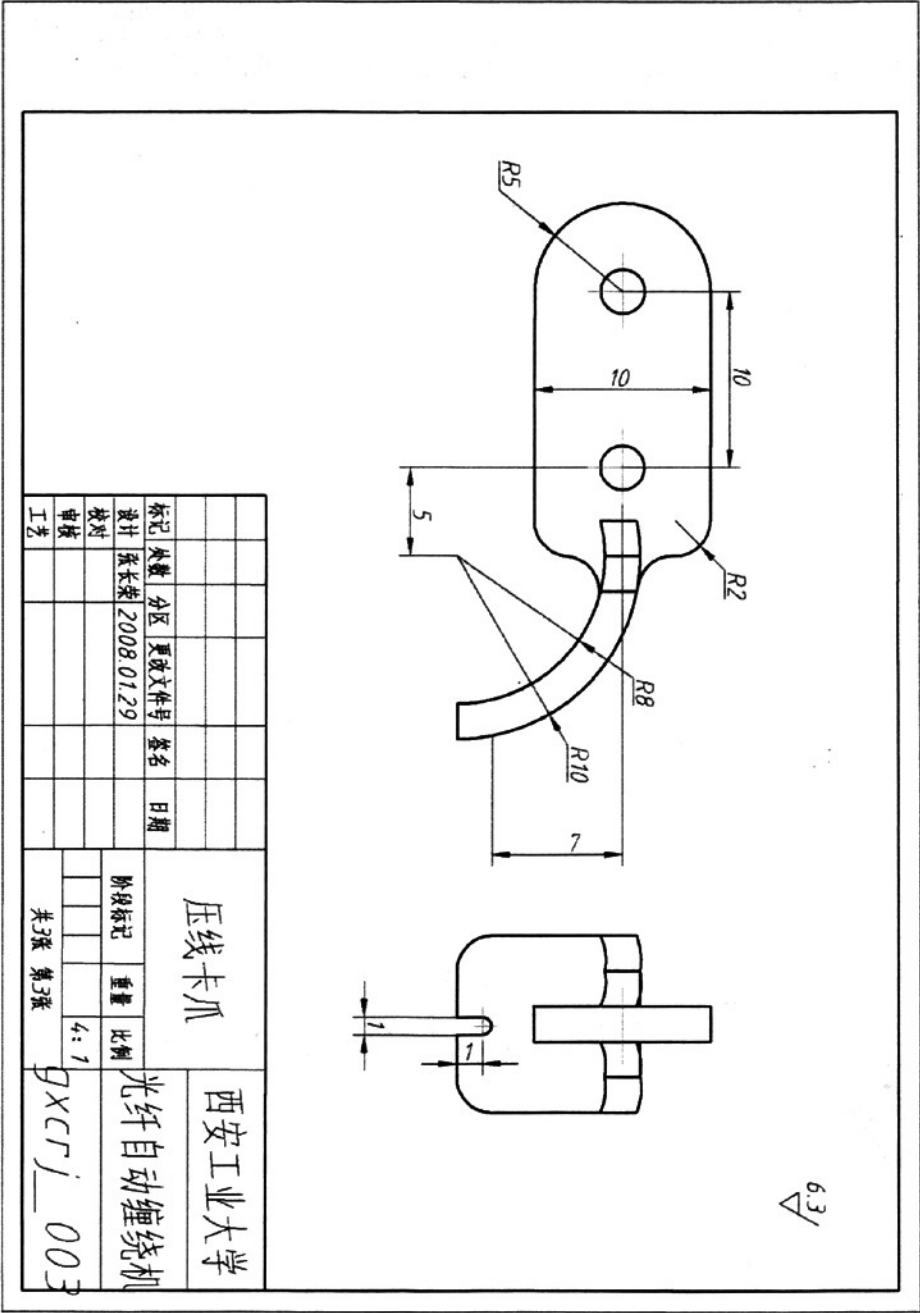 6.3
R5
10
10
5
R2
R8
R10
7
1
1
标记 处数 分区 更改文件号 签名 日期
设计 张长荣 2008.01.29
校对
审核
工艺
压线卡爪
阶段标记 重量 比例
4:1
共3张 第3张
西安工业大学
光纤自动缠绕机
gxcrj_003